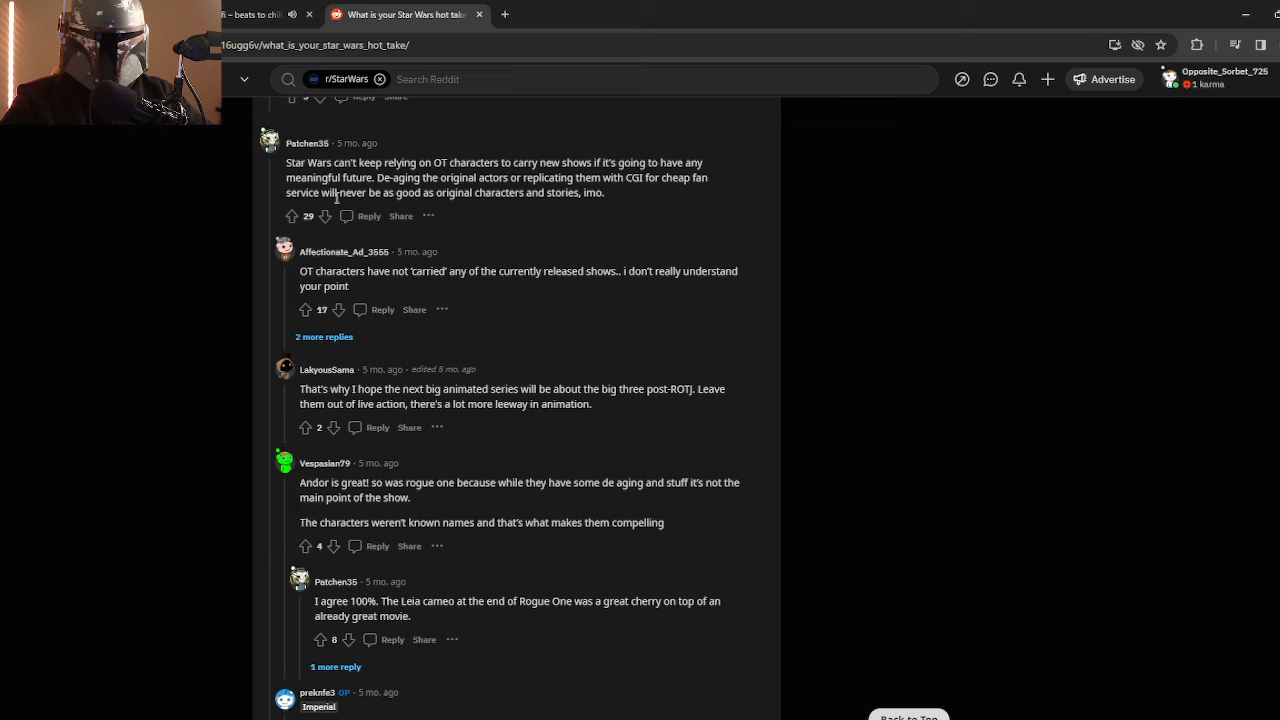 fi – beats to chill
What is your Star Wars hot take
16ugg6v/what_is_your_star_wars_hot_take/
r/StarWars
Search Reddit
Advertise
Opposite_Sorbet_725
1 karma
Reply Share
Patchen35 · 5 mo. ago
Star Wars can't keep relying on OT characters to carry new shows if it's going to have any
meaningful future. De-aging the original actors or replicating them with CGI for cheap fan
service will never be as good as original characters and stories, imo.
29 Reply Share ···
Affectionate_Ad_3555 · 5 mo. ago
OT characters have not ‘carried’ any of the currently released shows.. i don’t really understand
your point
17 Reply Share ···
2 more replies
LakyousSama · 5 mo. ago · edited 5 mo. ago
That's why I hope the next big animated series will be about the big three post-ROTJ. Leave
them out of live action, there's a lot more leeway in animation.
2 Reply Share ···
Vespasian79 · 5 mo. ago
Andor is great! so was rogue one because while they have some de aging and stuff it’s not the
main point of the show.
The characters weren’t known names and that’s what makes them compelling
4 Reply Share ···
Patchen35 · 5 mo. ago
I agree 100%. The Leia cameo at the end of Rogue One was a great cherry on top of an
already great movie.
8 Reply Share ···
1 more reply
preknfe3 OP · 5 mo. ago
Imperial
Back to Top